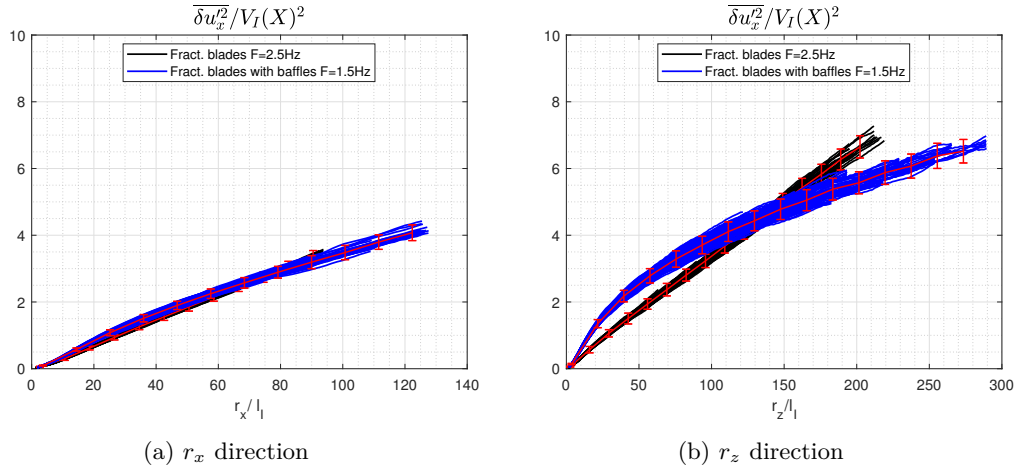 $\overline{\delta u_x'^2}/V_I(X)^2$
10
8
6
4
2
0
Fract. blades F=2.5Hz
Fract. blades with baffles F=1.5Hz
0 20 40 60 80 100 120 140
r_x/l_I
(a) r_x direction
$\overline{\delta u_x'^2}/V_I(X)^2$
10
8
6
4
2
0
Fract. blades F=2.5Hz
Fract. blades with baffles F=1.5Hz
0 50 100 150 200 250 300
r_z/l_I
(b) r_z direction